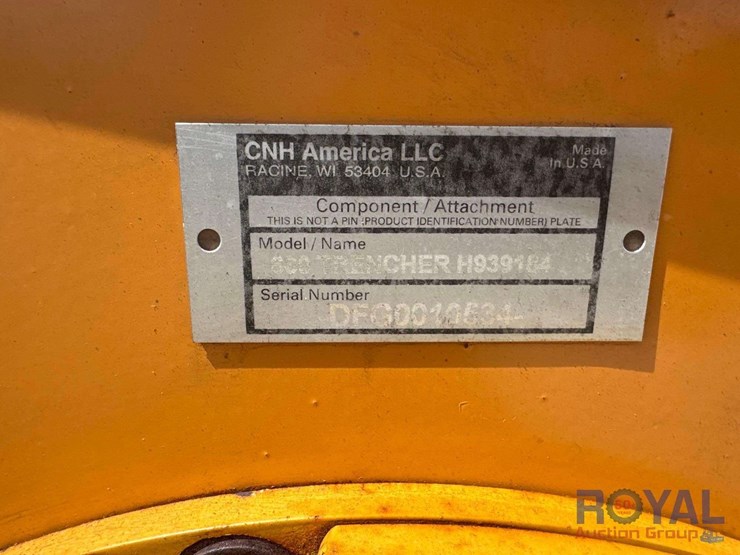 CNH America LLC
RACINE, WI 53404 U.S.A.
Made
In U.S.A.
Component / Attachment
THIS IS NOT A PIN (PRODUCT IDENTIFICATION NUMBER) PLATE
Model / Name
TRENCHER
Serial Number
ROYAL
Auction Group